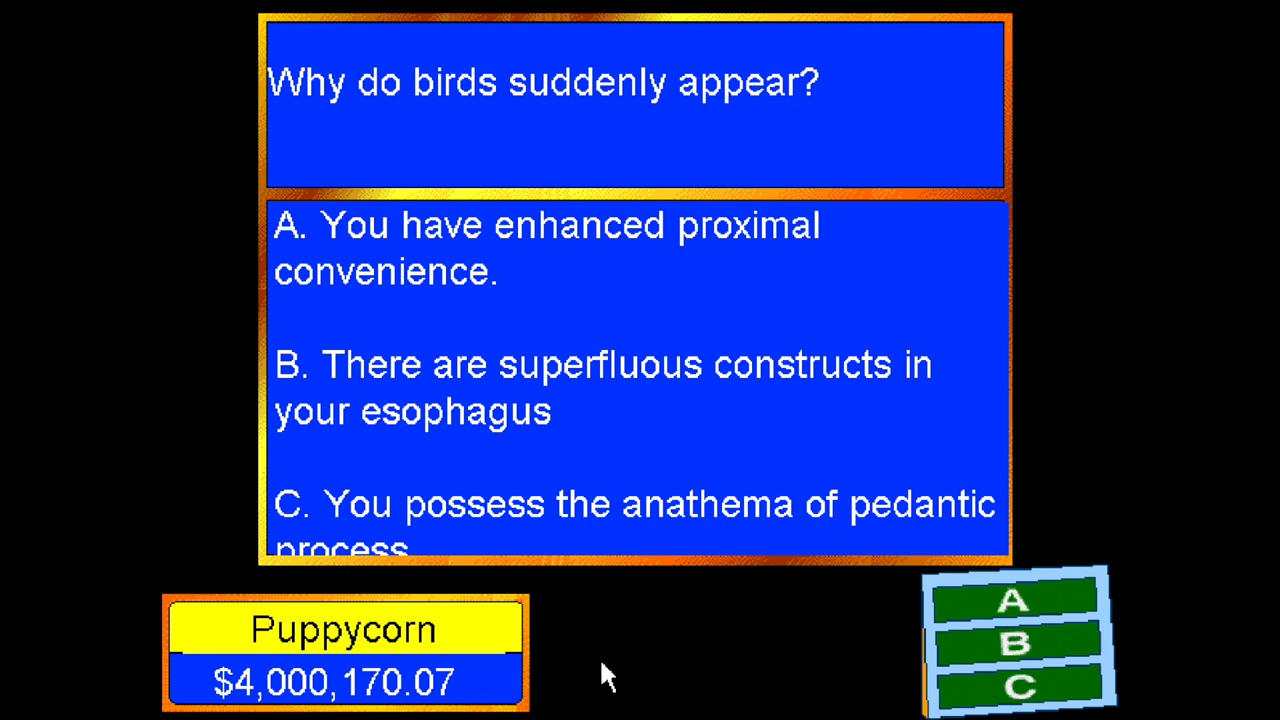 Why do birds suddenly appear?
A. You have enhanced proximal
convenience.
B. There are superfluous constructs in
your esophagus
C. You possess the anathema of pedantic
process
Puppycorn
$4,000,170.07
A
B
C